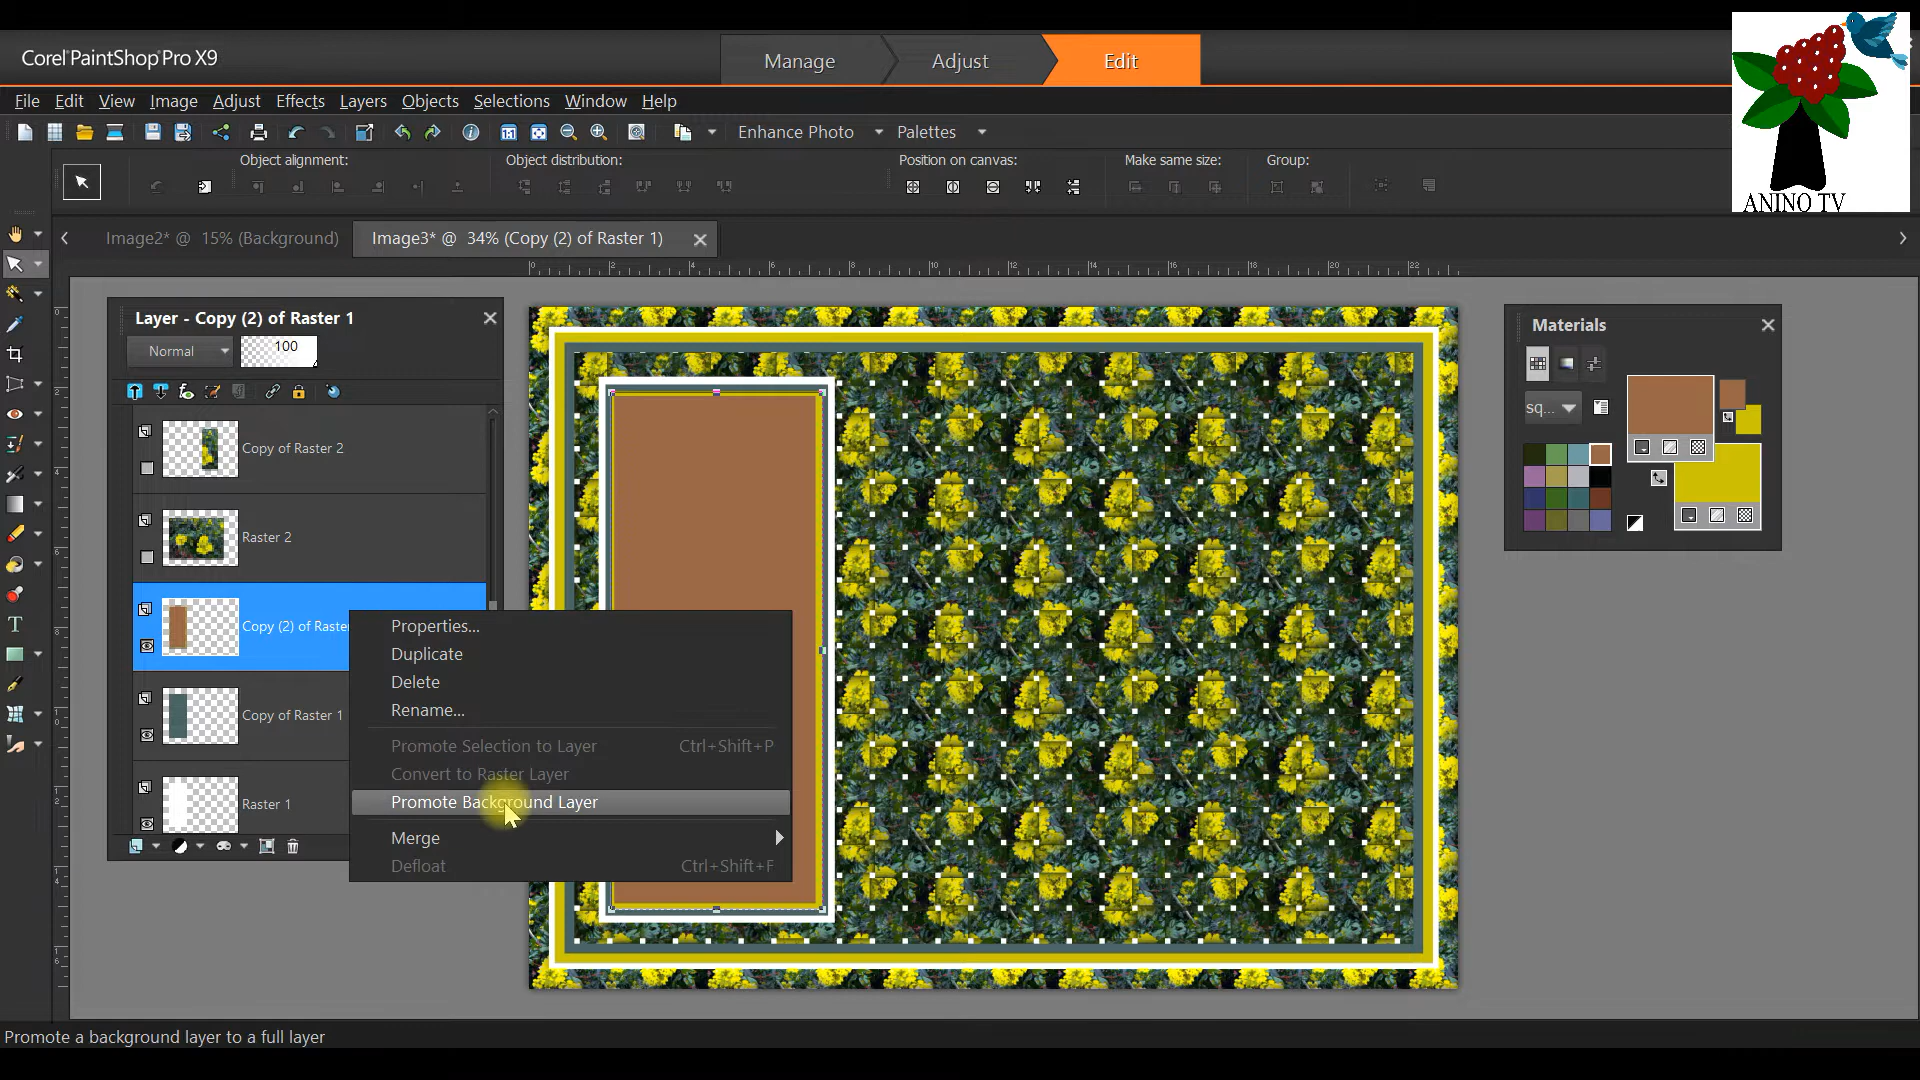 Corel PaintShop Pro X9
Manage
Adjust
Edit
ANINO TV
File Edit View Image Adjust Effects Layers Objects Selections Window Help
Enhance Photo
Palettes
Object alignment:
Object distribution:
Position on canvas:
Make same size:
Group:
Image2* @ 15% (Background)
Image3* @ 34% (Copy (2) of Raster 1)
Layer - Copy (2) of Raster 1
Normal
100
Copy of Raster 2
Raster 2
Copy (2) of Raste
Copy of Raster 1
Raster 1
Properties...
Duplicate
Delete
Rename...
Promote Selection to Layer Ctrl+Shift+P
Convert to Raster Layer
Promote Background Layer
Merge
Defloat Ctrl+Shift+F
Materials
sq...
Promote a background layer to a full layer